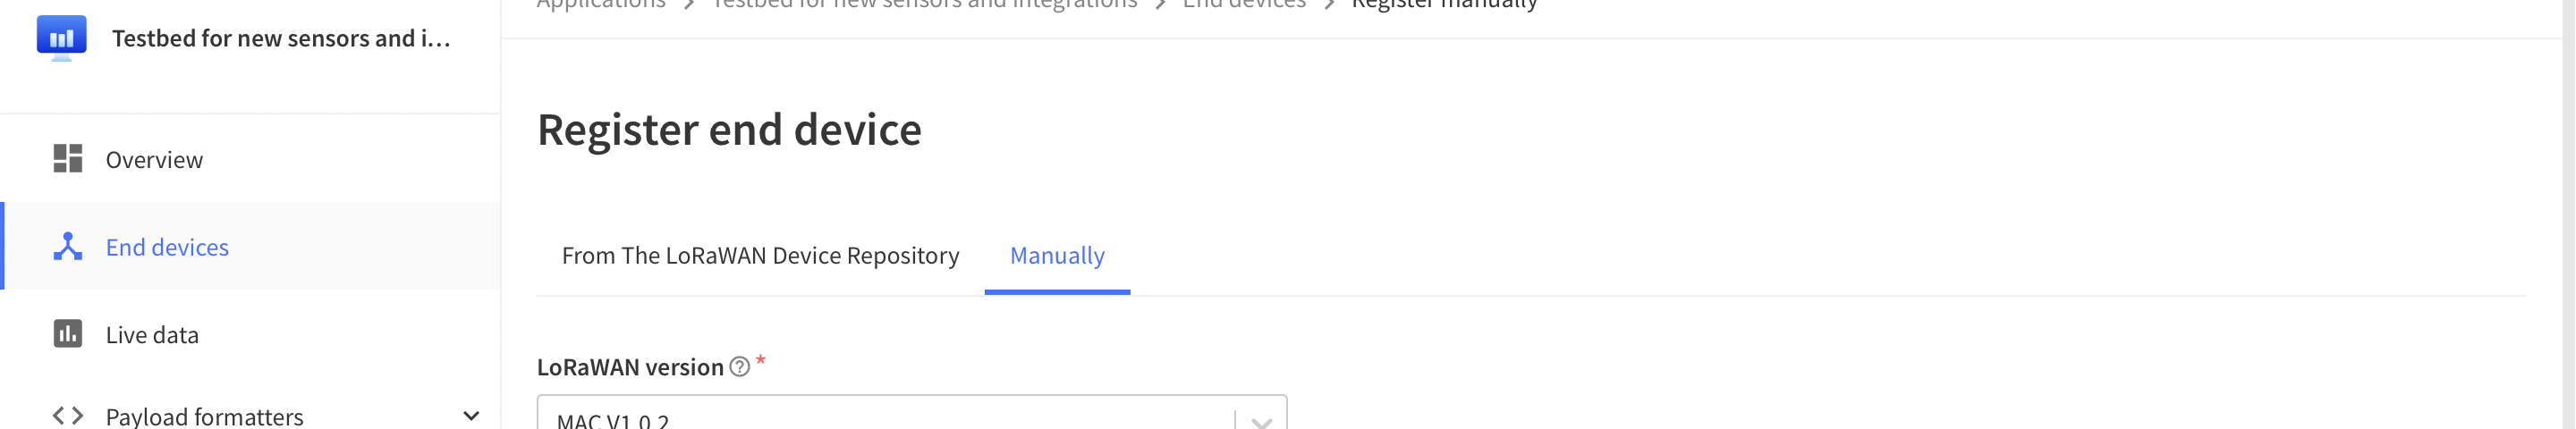 Applications > Testbed for new sensors and integrations > End devices > Register manually
Testbed for new sensors and i...
Register end device
Overview
End devices
Live data
Payload formatters
From The LoRaWAN Device Repository
Manually
LoRaWAN version ? *
MAC V1.0.2